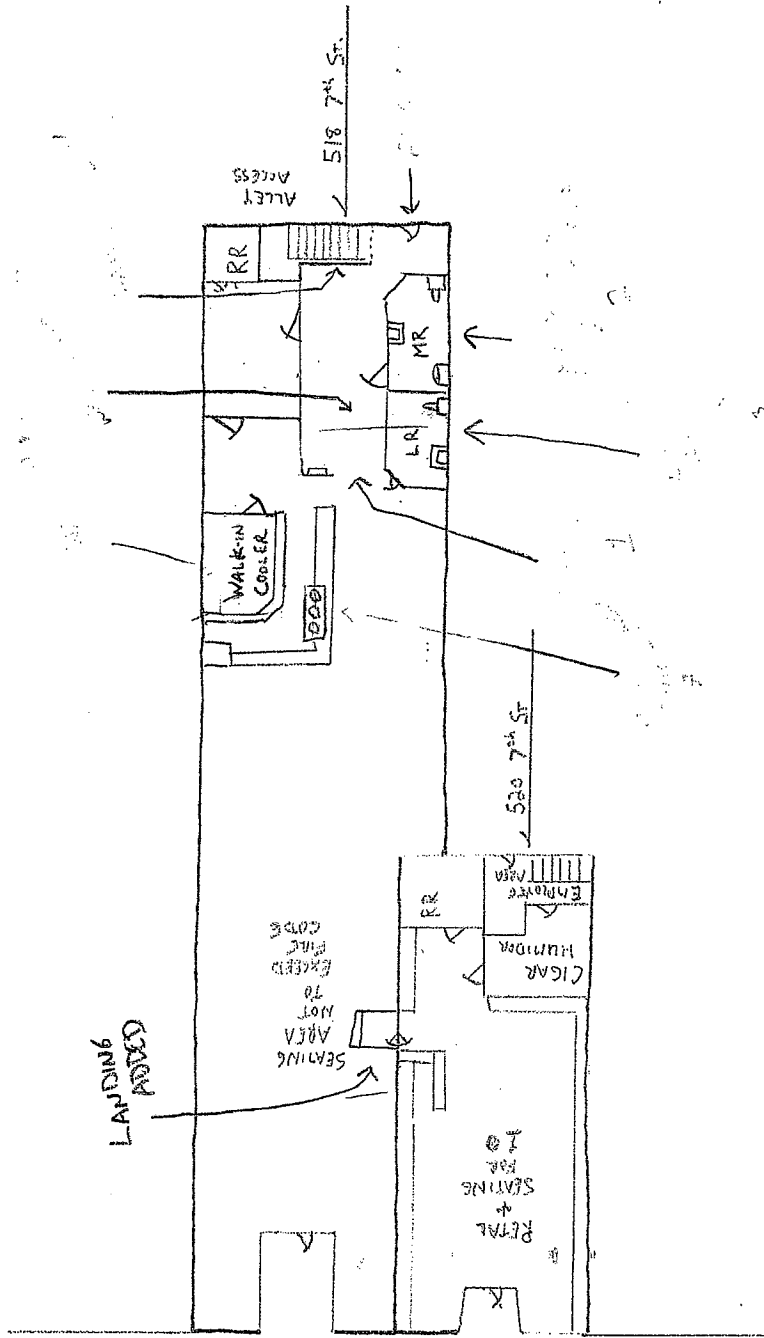 518 7th St.
ALLEY
ACCESS
RR
MR
LR
WALK-IN
COOLER
520 7th St
RR
EMPLOYEE
AREA
CIGAR
HUMIDOR
SEATING
AREA
NOT
TO
EXCEED
FIRE
CODE
LANDING
ADDED
RETAIL
+
SEATING
FOR
10